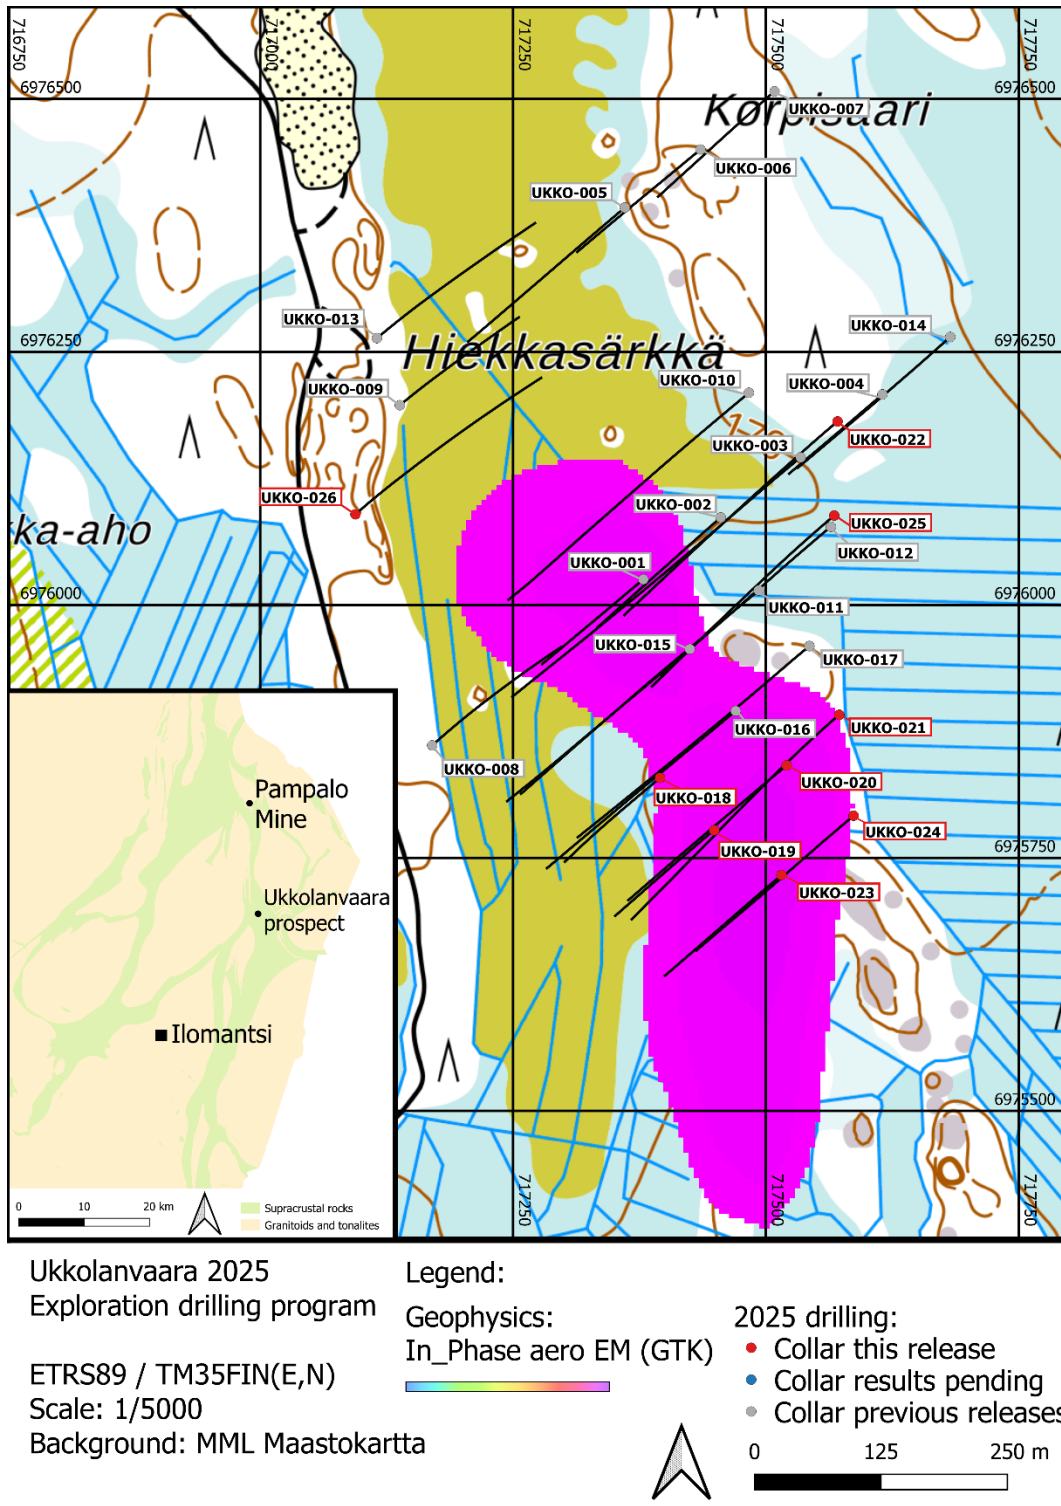 716750
717000
717250
717500
717750
6976500
6976500
Korpisaari
UKKO-007
UKKO-006
UKKO-005
UKKO-013
UKKO-014
6976250
6976250
Hiekkasärkkä
UKKO-009
UKKO-010
UKKO-004
UKKO-022
UKKO-003
UKKO-026
UKKO-002
UKKO-025
kka-aho
UKKO-012
UKKO-001
6976000
6976000
UKKO-011
UKKO-015
UKKO-017
UKKO-016
UKKO-021
UKKO-008
UKKO-020
UKKO-018
UKKO-024
UKKO-019
6975750
UKKO-023
6975500
717250
717500
717750
Pampalo
Mine
Ukkolanvaara
prospect
Ilomantsi
0 10 20 km
Supracrustal rocks
Granitoids and tonalites
Ukkolanvaara 2025
Exploration drilling program
ETRS89 / TM35FIN(E,N)
Scale: 1/5000
Background: MML Maastokartta
Legend:
Geophysics:
In_Phase aero EM (GTK)
2025 drilling:
Collar this release
Collar results pending
Collar previous releases
0 125 250 m